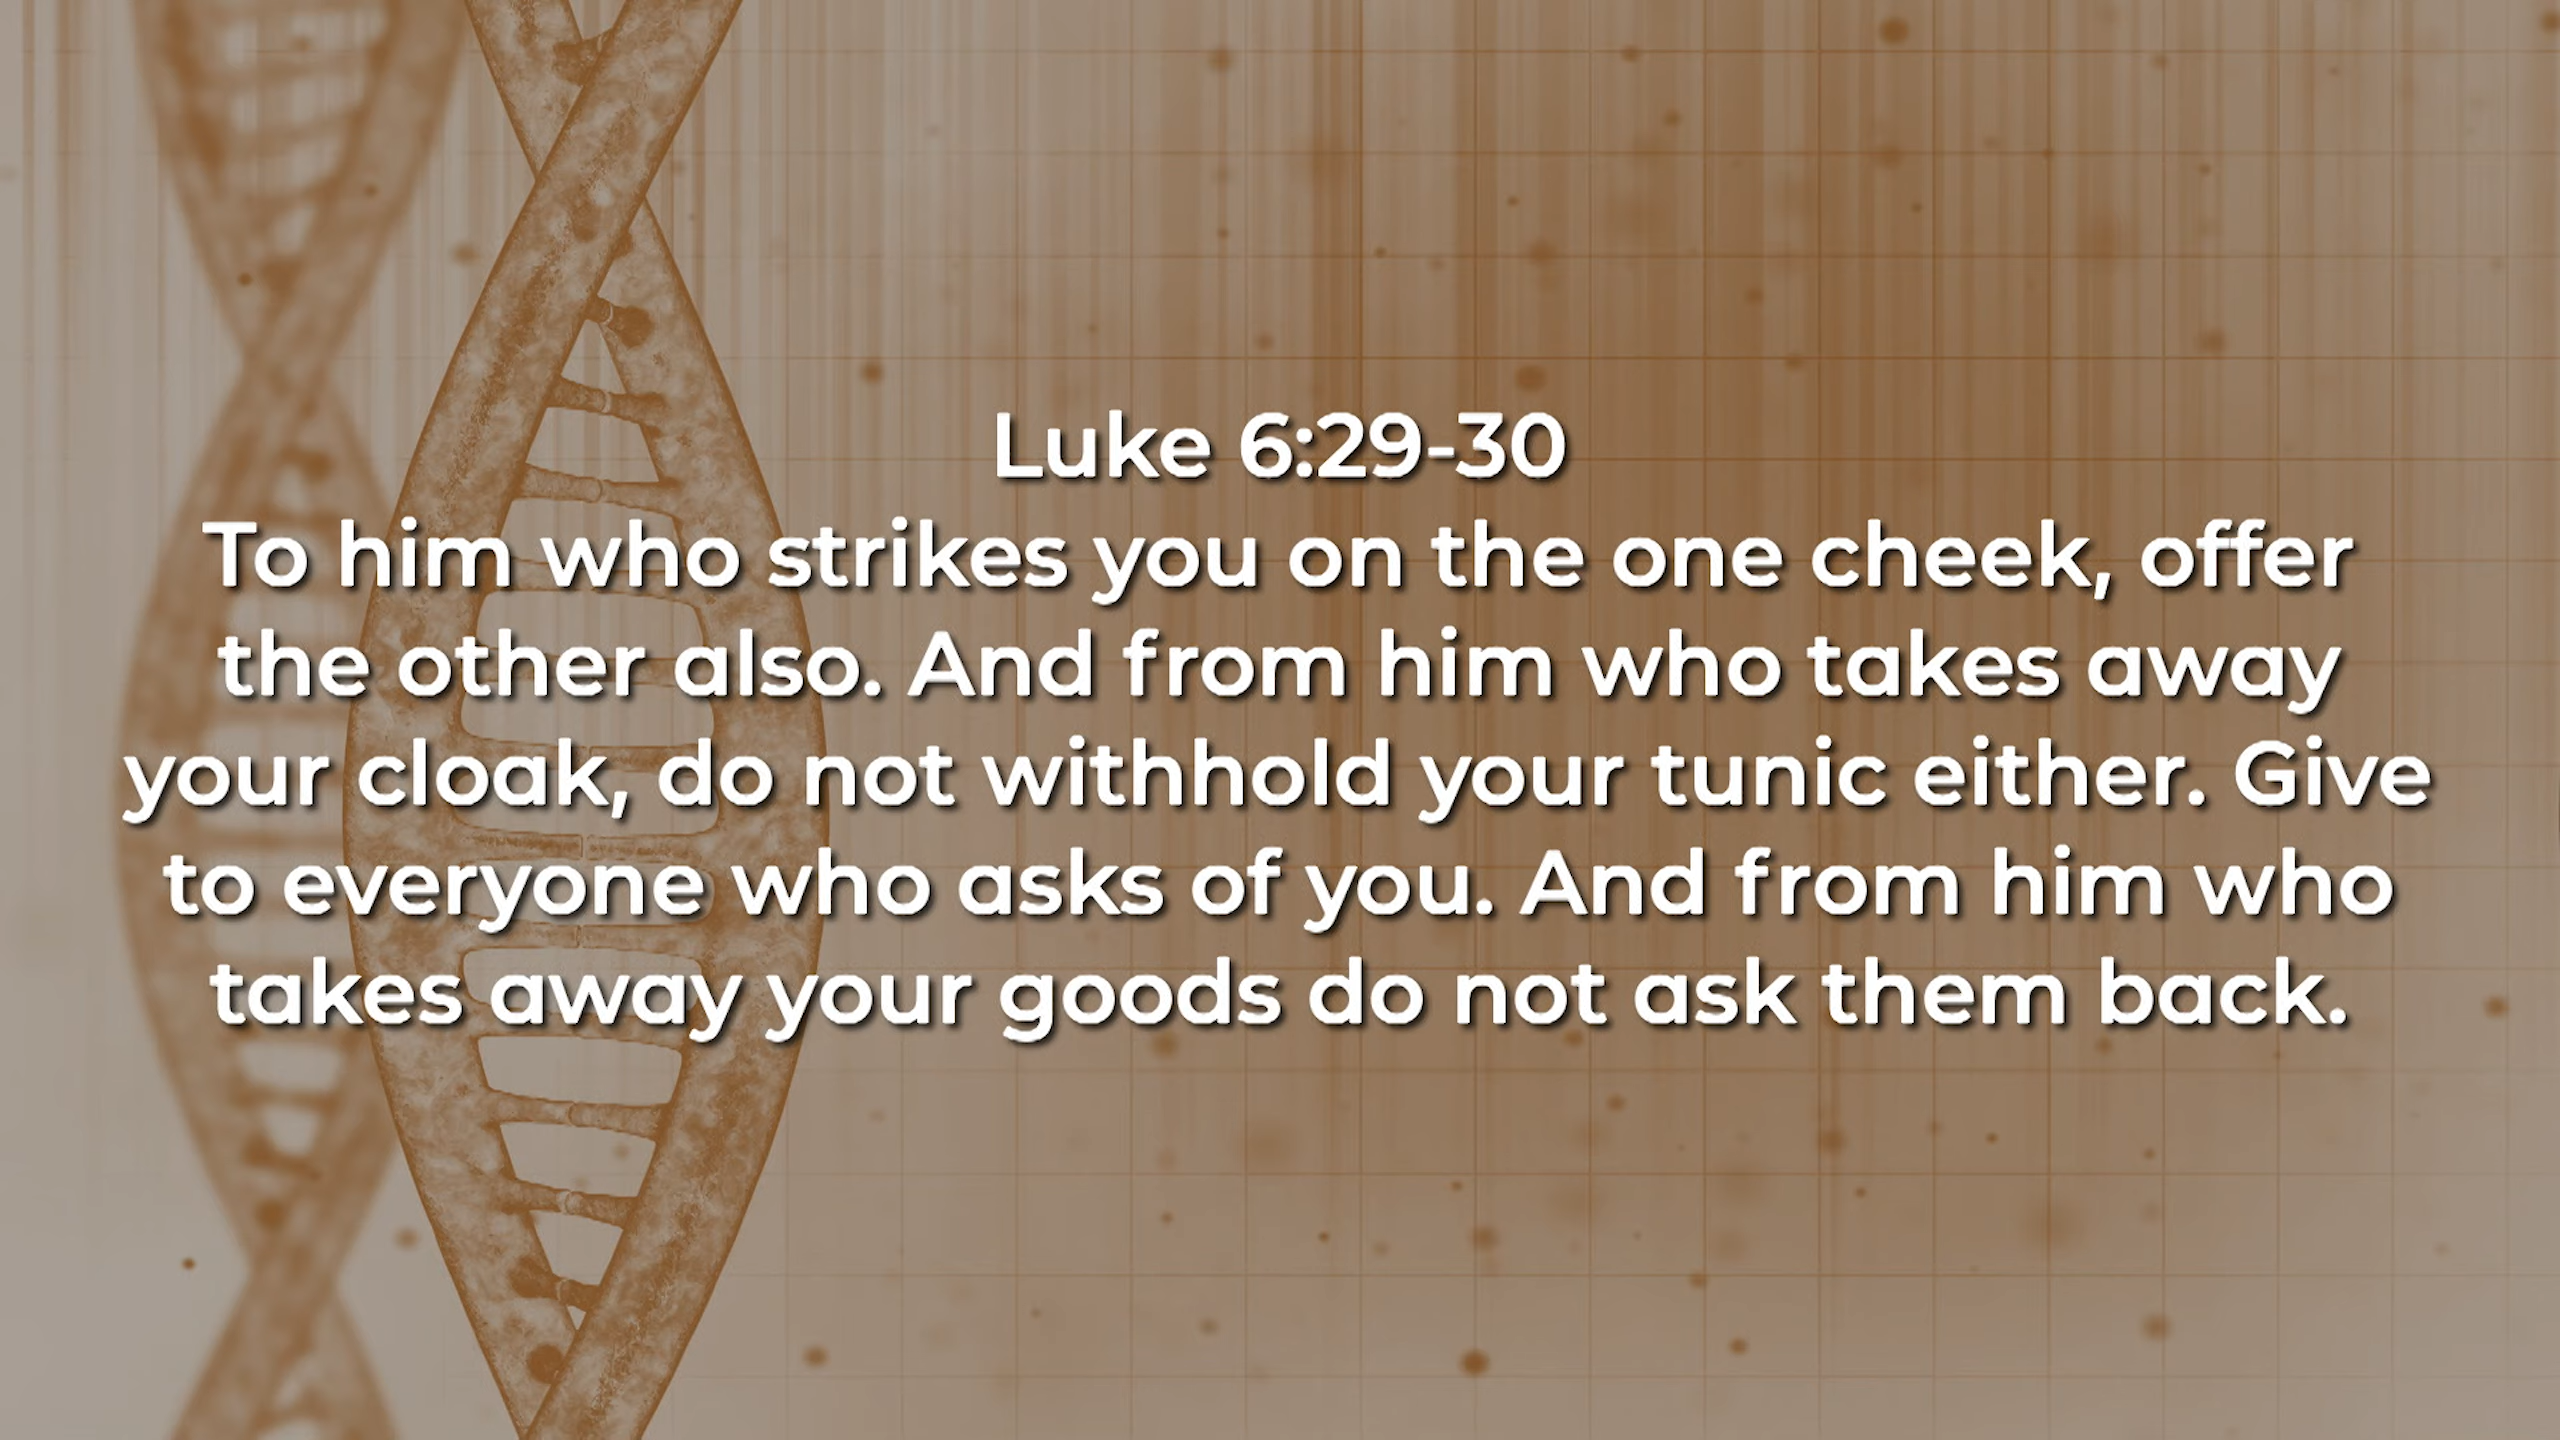 Luke 6:29-30
To him who strikes you on the one cheek, offer
the other also. And from him who takes away
your cloak, do not withhold your tunic either. Give
to everyone who asks of you. And from him who
takes away your goods do not ask them back.